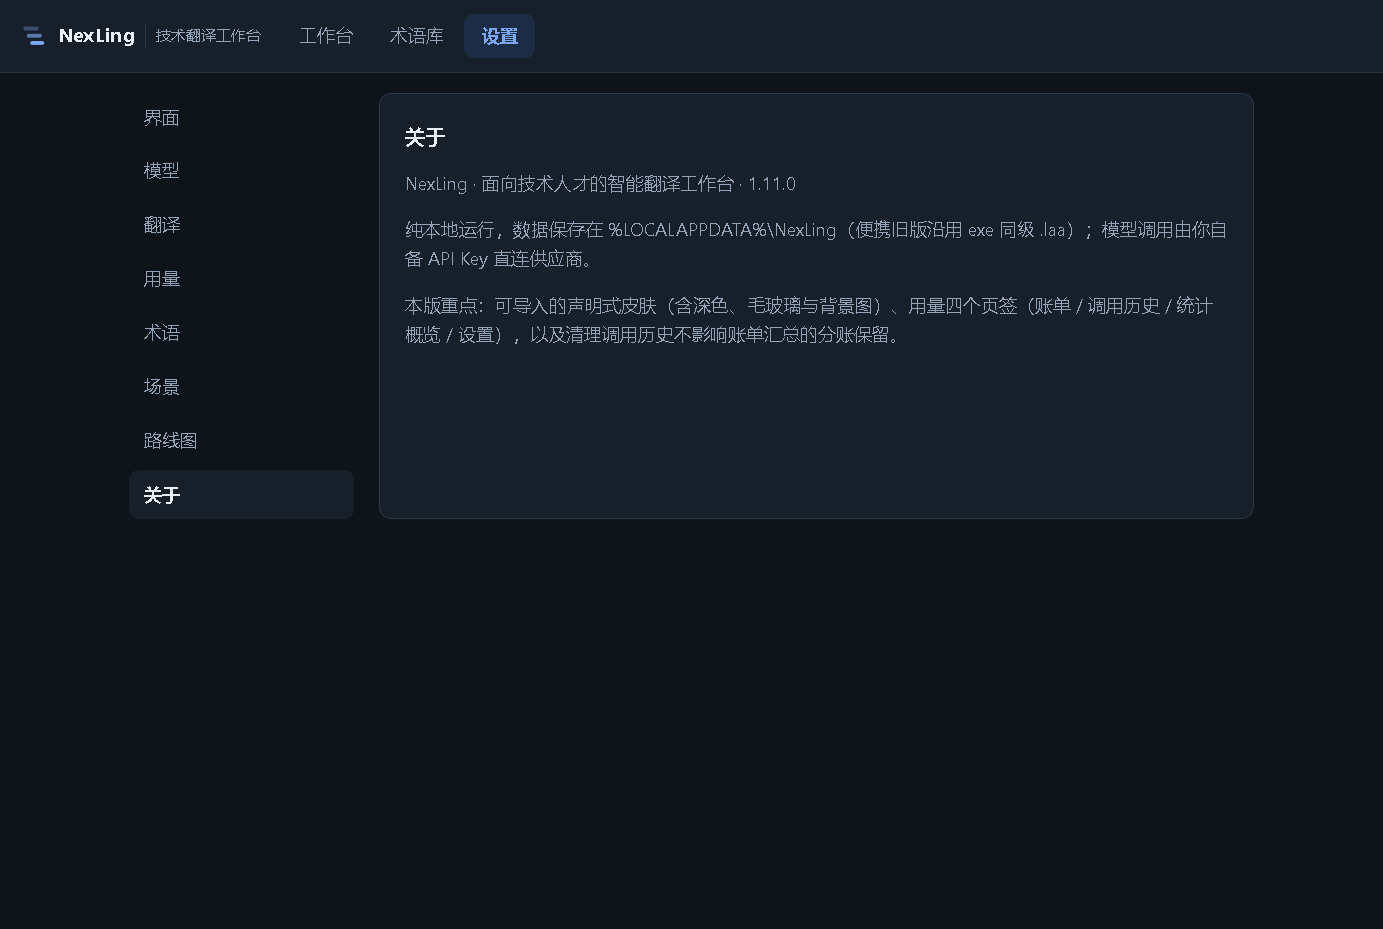 NexLing 技术翻译工作台 工作台 术语库 设置
界面
模型
翻译
用量
术语
场景
路线图
关于
关于
NexLing · 面向技术人才的智能翻译工作台 · 1.11.0
纯本地运行，数据保存在 %LOCALAPPDATA%\NexLing（便携旧版沿用 exe 同级 .laa）；模型调用由你自
备 API Key 直连供应商。
本版重点：可导入的声明式皮肤（含深色、毛玻璃与背景图）、用量四个页签（账单 / 调用历史 / 统计
概览 / 设置），以及清理调用历史不影响账单汇总的分账保留。